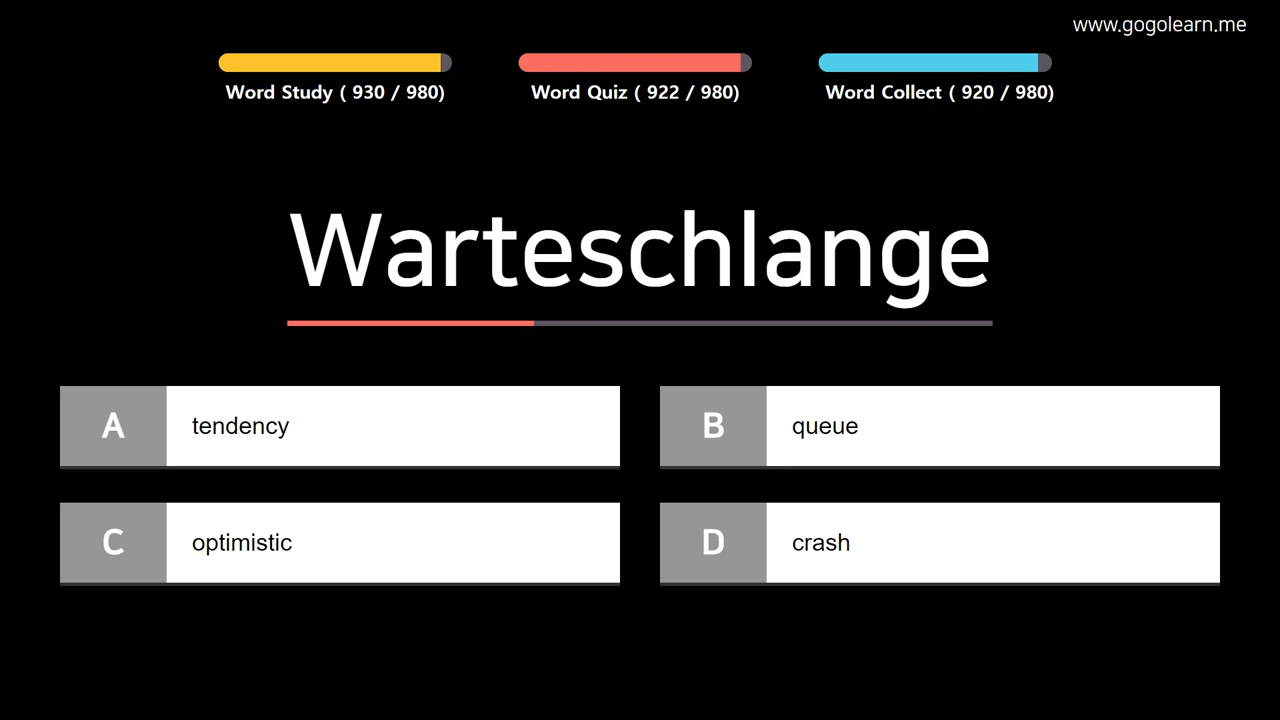 www.gogolearn.me
Word Study ( 930 / 980)
Word Quiz ( 922 / 980)
Word Collect ( 920 / 980)
Warteschlange
A tendency
B queue
C optimistic
D crash